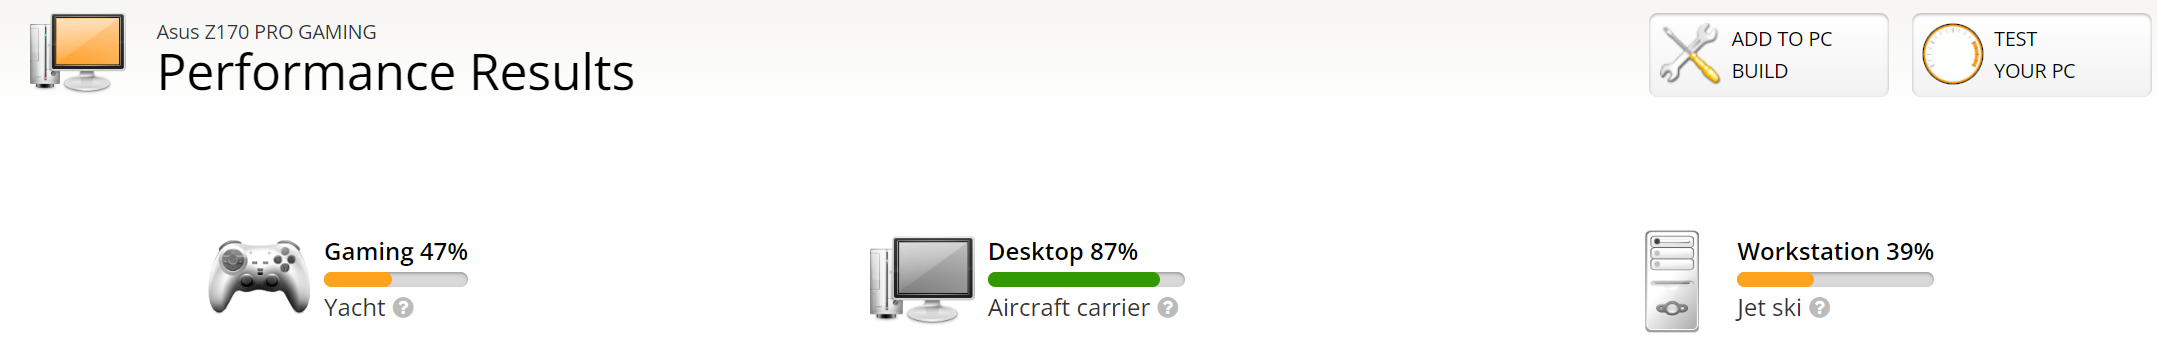 Asus Z170 PRO GAMING
Performance Results
ADD TO PC
BUILD
TEST
YOUR PC
Gaming 47%
Yacht ?
Desktop 87%
Aircraft carrier ?
Workstation 39%
Jet ski ?